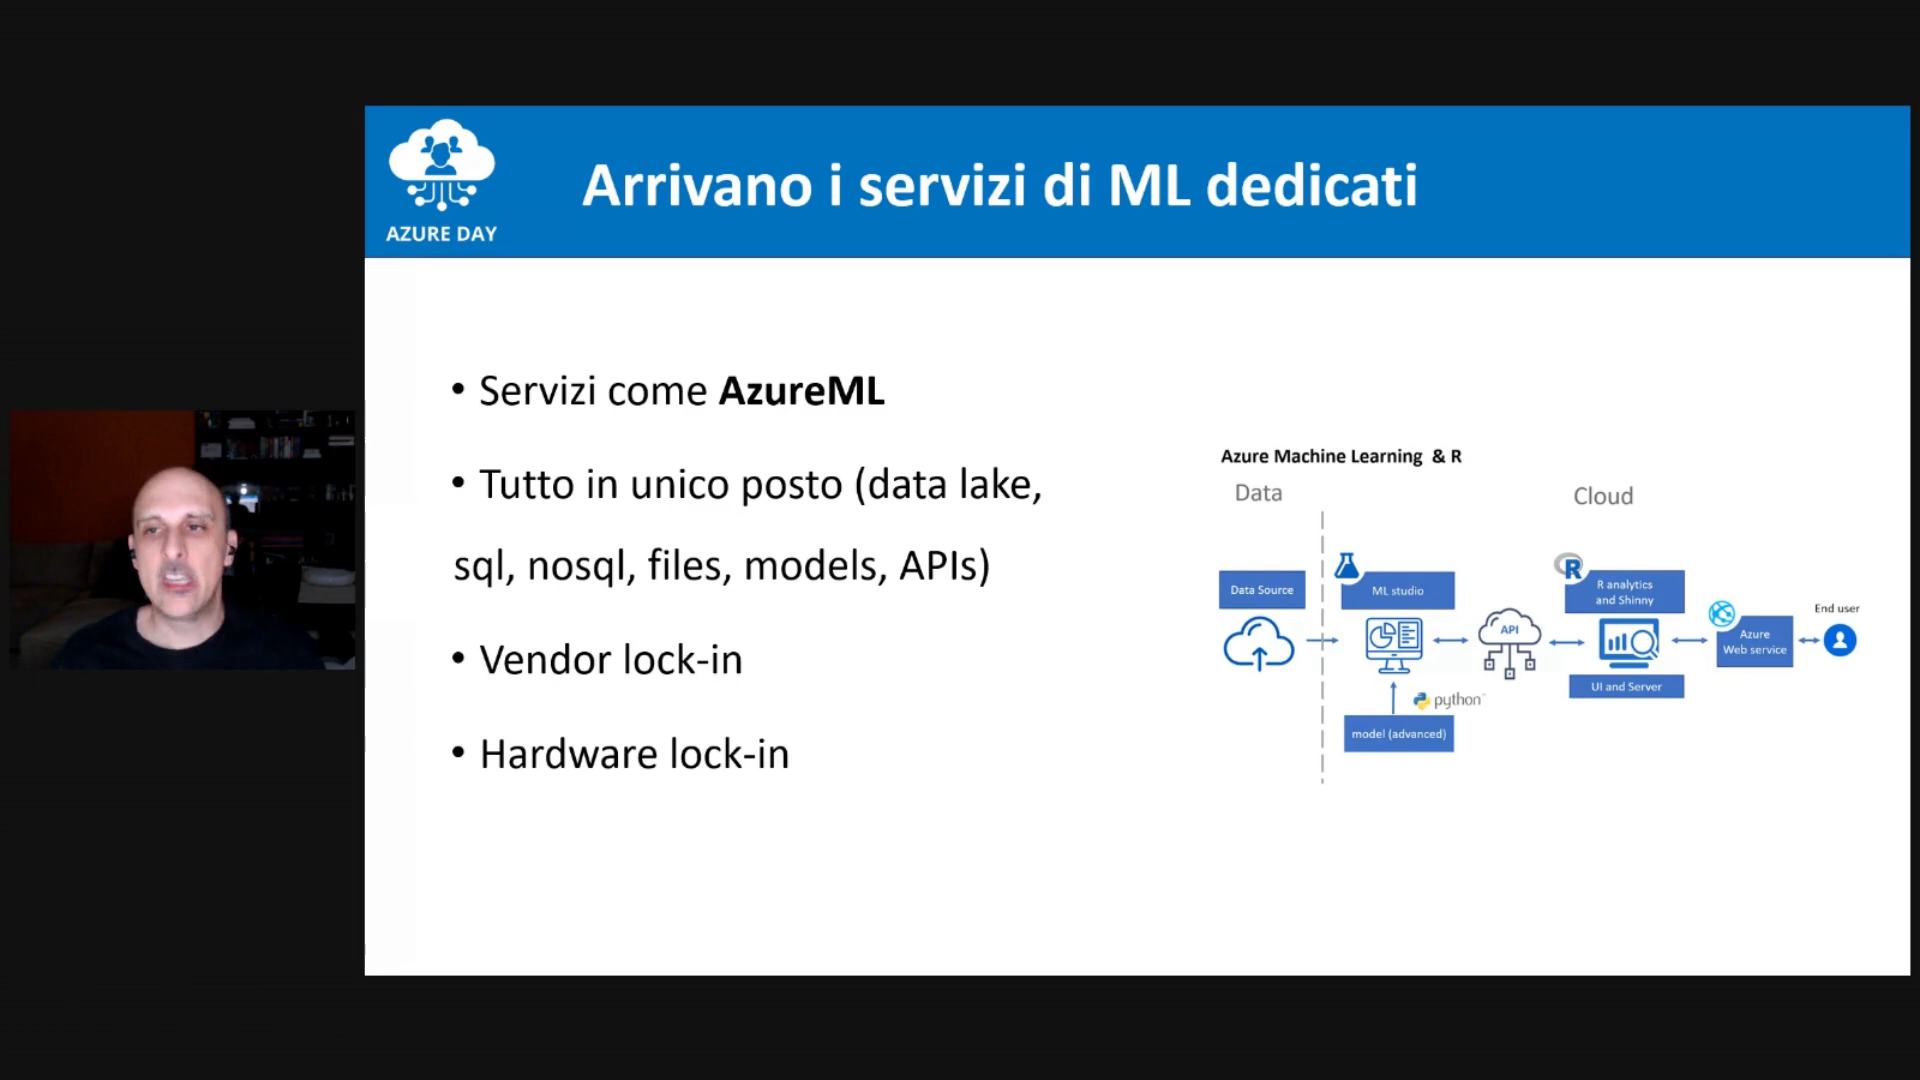 AZURE DAY
Arrivano i servizi di ML dedicati
• Servizi come AzureML
• Tutto in unico posto (data lake,
sql, nosql, files, models, APIs)
• Vendor lock-in
• Hardware lock-in
Azure Machine Learning & R
Data
Cloud
Data Source
ML studio
API
R
R analytics
and Shinny
UI and Server
Azure
Web service
End user
python
model (advanced)